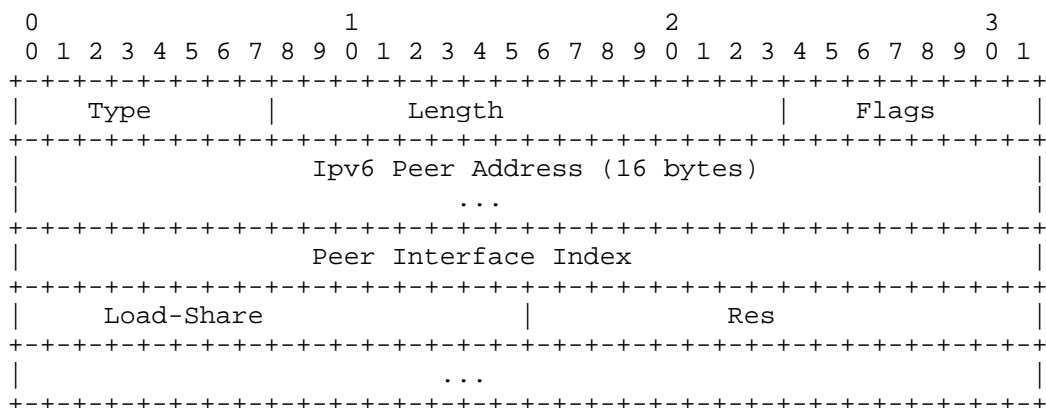 0                   1                   2                   3
 0 1 2 3 4 5 6 7 8 9 0 1 2 3 4 5 6 7 8 9 0 1 2 3 4 5 6 7 8 9 0 1
+-+-+-+-+-+-+-+-+-+-+-+-+-+-+-+-+-+-+-+-+-+-+-+-+-+-+-+-+-+-+-+-+
|    Type       |        Length                 |    Flags      |
+-+-+-+-+-+-+-+-+-+-+-+-+-+-+-+-+-+-+-+-+-+-+-+-+-+-+-+-+-+-+-+-+
|                  Ipv6 Peer Address (16 bytes)                 |
|                           ...                                 |
+-+-+-+-+-+-+-+-+-+-+-+-+-+-+-+-+-+-+-+-+-+-+-+-+-+-+-+-+-+-+-+-+
|                  Peer Interface Index                         |
+-+-+-+-+-+-+-+-+-+-+-+-+-+-+-+-+-+-+-+-+-+-+-+-+-+-+-+-+-+-+-+-+
|     Load-Share                |            Res                |
+-+-+-+-+-+-+-+-+-+-+-+-+-+-+-+-+-+-+-+-+-+-+-+-+-+-+-+-+-+-+-+-+
|                          ...                                  |
+-+-+-+-+-+-+-+-+-+-+-+-+-+-+-+-+-+-+-+-+-+-+-+-+-+-+-+-+-+-+-+-+